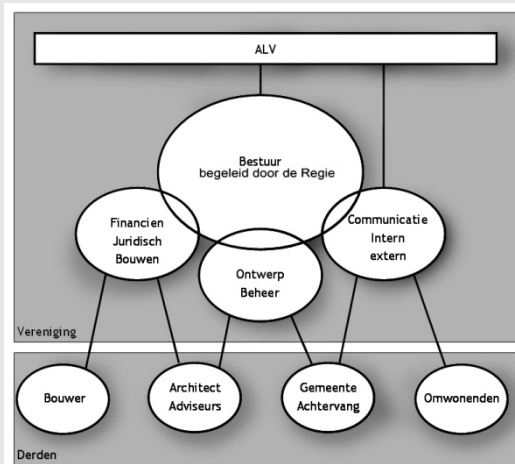 ALV
Bestuur
begeleid door de Regie
Financien
Juridisch
Bouwen
Communicatie
Intern
extern
Ontwerp
Beheer
Vereniging
Bouwer
Architect
Adviseurs
Gemeente
Achtervang
Omwonenden
Derden